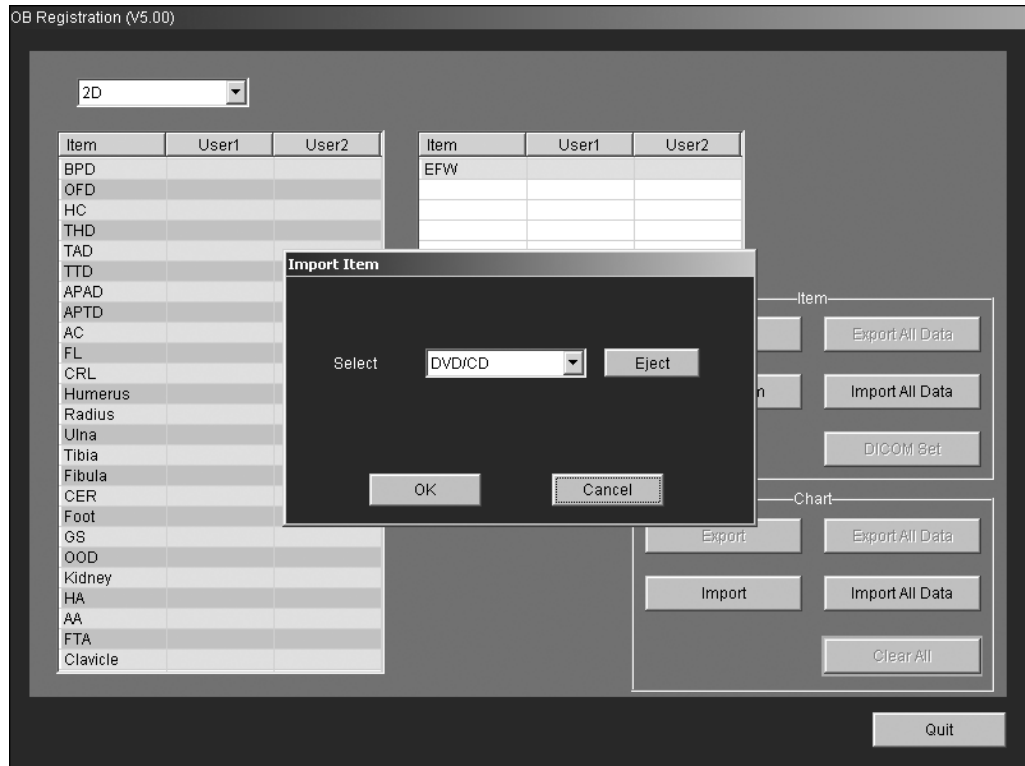 OB Registration (V5.00)
2D
Item User1 User2
BPD
OFD
HC
THD
TAD
TTD
APAD
APTD
AC
FL
CRL
Humerus
Radius
Ulna
Tibia
Fibula
CER
Foot
GS
OOD
Kidney
HA
AA
FTA
Clavicle
Item User1 User2
EFW
Import Item
Select DVD/CD Eject
OK Cancel
Item
Export All Data
Import All Data
DICOM Set
Chart
Export Export All Data
Import Import All Data
Clear All
Quit